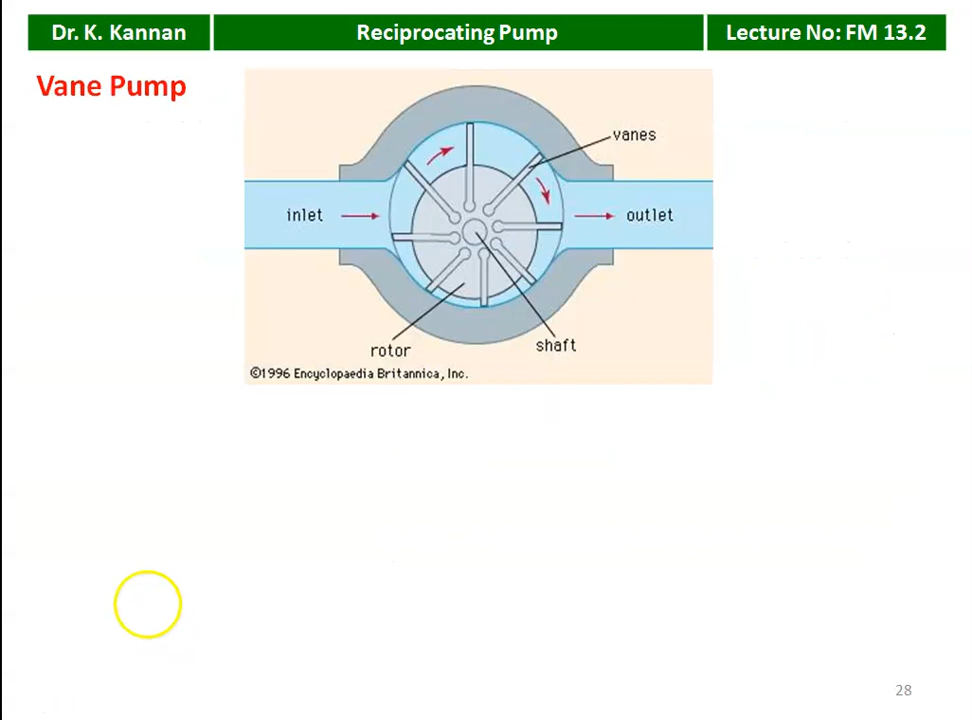 Dr. K. Kannan
Reciprocating Pump
Lecture No: FM 13.2
Vane Pump
vanes
inlet
outlet
rotor
shaft
©1996 Encyclopaedia Britannica, Inc.
28